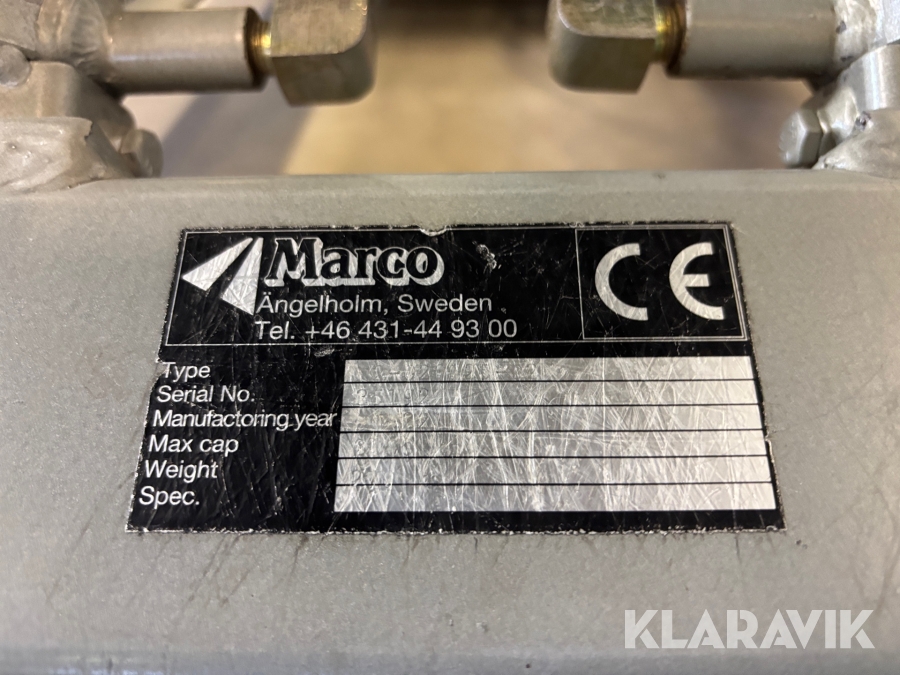 Marco
Ängelholm, Sweden
Tel. +46 431-44 93 00
CE
Type
Serial No.
Manufactoring year
Max cap
Weight
Spec.
KLARAVIK